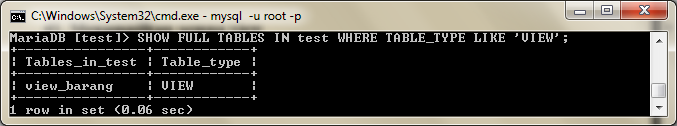 C:\Windows\System32\cmd.exe - mysql -u root -p
MariaDB [test]> SHOW FULL TABLES IN test WHERE TABLE_TYPE LIKE 'VIEW';
+----------------+------------+
| Tables_in_test | Table_type |
+----------------+------------+
| view_barang    | VIEW       |
+----------------+------------+
1 row in set (0.06 sec)